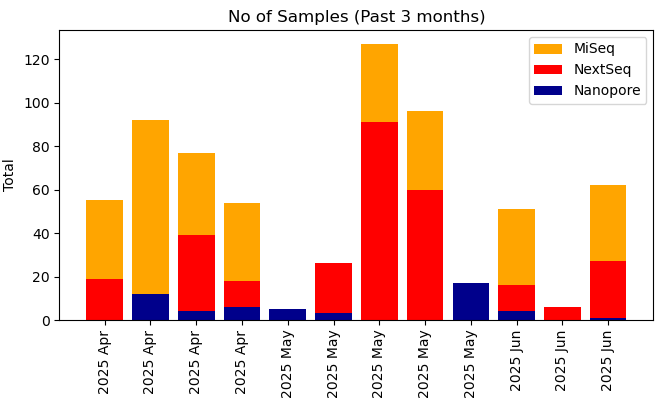 No of Samples (Past 3 months)
MiSeq
NextSeq
Nanopore
Total
120
100
80
60
40
20
0
2025 Apr
2025 Apr
2025 Apr
2025 Apr
2025 May
2025 May
2025 May
2025 May
2025 May
2025 Jun
2025 Jun
2025 Jun